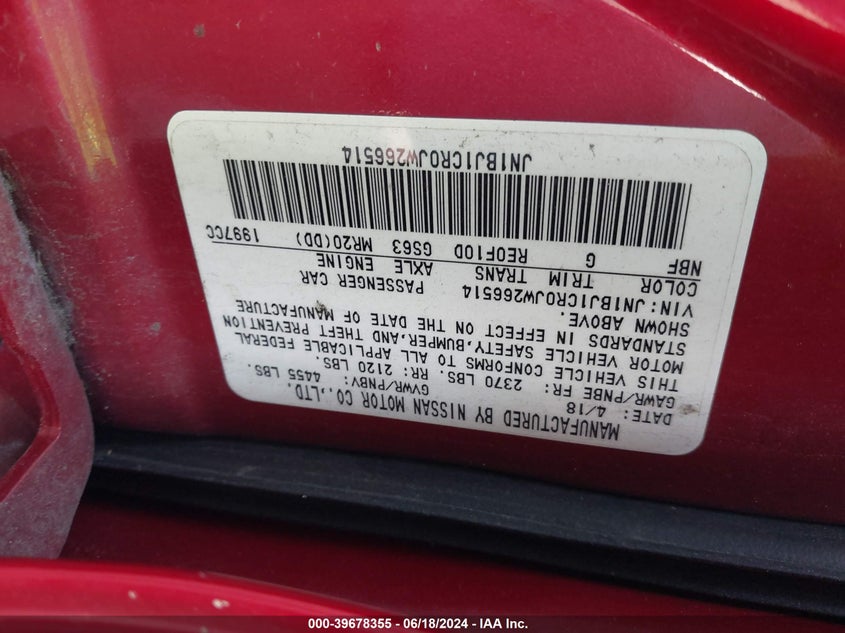 MANUFACTURED BY NISSAN MOTOR CO.,LTD.
DATE: 4/18 GVWR/PNBV: 4455 LBS.
GAWR/PNBE FR: 2370 LBS. RR: 2120 LBS.
THIS VEHICLE CONFORMS TO ALL APPLICABLE FEDERAL
MOTOR VEHICLE SAFETY,BUMPER,AND THEFT PREVENTION
STANDARDS IN EFFECT ON THE DATE OF MANUFACTURE
SHOWN ABOVE.
VIN:JN1BJ1CR0JW266514 PASSENGER CAR
COLOR TRIM TRANS AXLE ENGINE
NBF G RE0F10D GS63 MR20(DD) 1997CC
JN1BJ1CR0JW266514
000-39678355 - 06/18/2024 - IAA Inc.